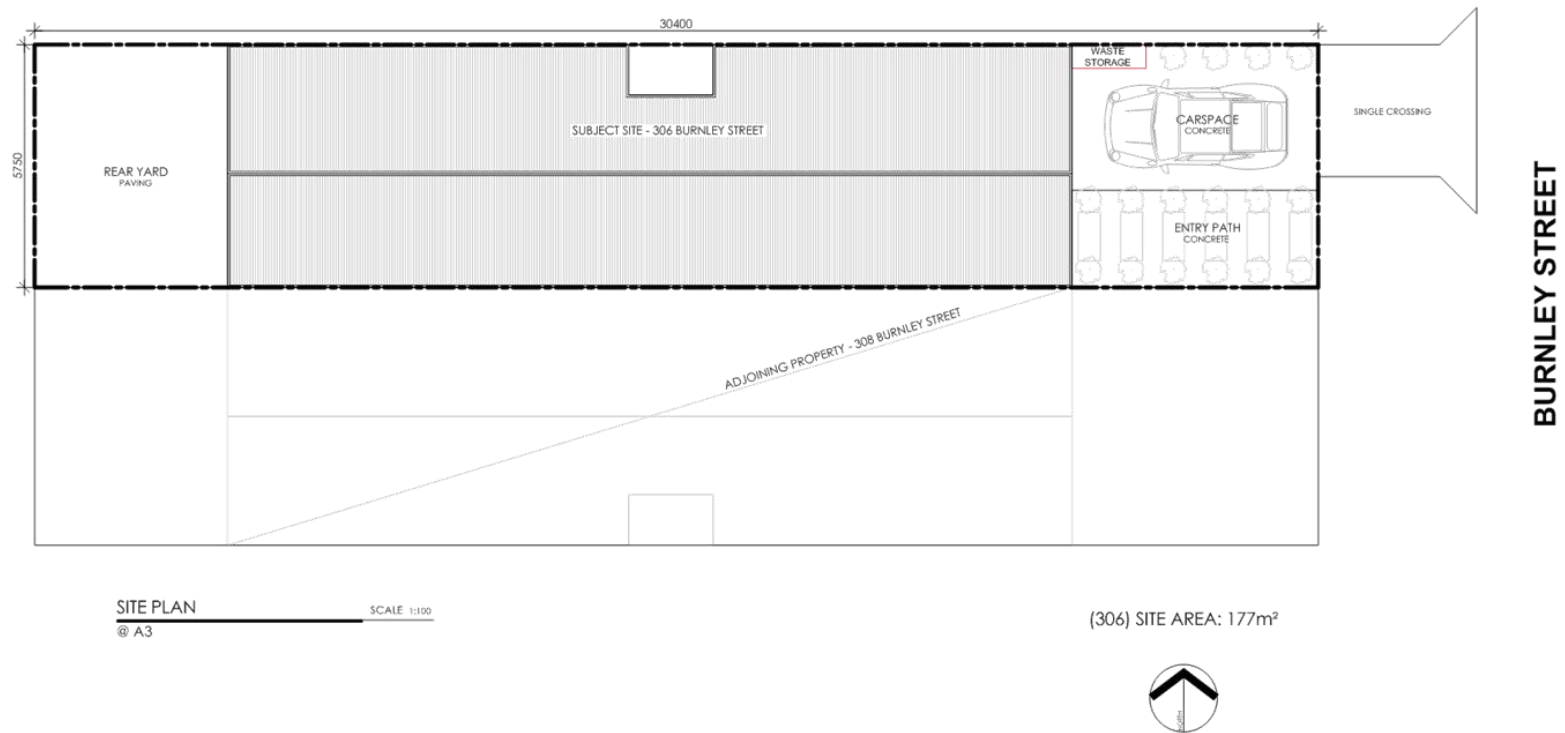 30400
WASTE
STORAGE
SINGLE CROSSING
CARSPACE
CONCRETE
SUBJECT SITE - 306 BURNLEY STREET
5750
REAR YARD
PAVING
ENTRY PATH
CONCRETE
BURNLEY STREET
ADJOINING PROPERTY - 308 BURNLEY STREET
SITE PLAN
SCALE 1:100
@ A3
(306) SITE AREA: 177m²
NORTH